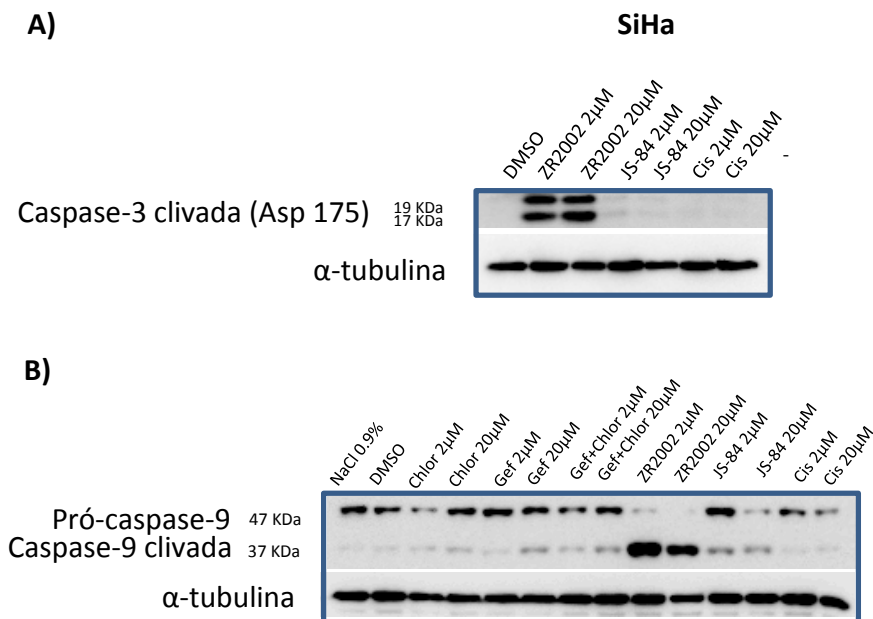 A)
SiHa
DMSO
ZR2002 2µM
ZR2002 20µM
JS-84 2µM
JS-84 20µM
Cis 2µM
Cis 20µM
-
Caspase-3 clivada (Asp 175) 19 KDa
17 KDa
α-tubulina
B)
NaCl 0.9%
DMSO
Chlor 2µM
Chlor 20µM
Gef 2µM
Gef 20µM
Gef+Chlor 2µM
Gef+Chlor 20µM
ZR2002 2µM
ZR2002 20µM
JS-84 2µM
JS-84 20µM
Cis 2µM
Cis 20µM
Pró-caspase-9 47 KDa
Caspase-9 clivada 37 KDa
α-tubulina